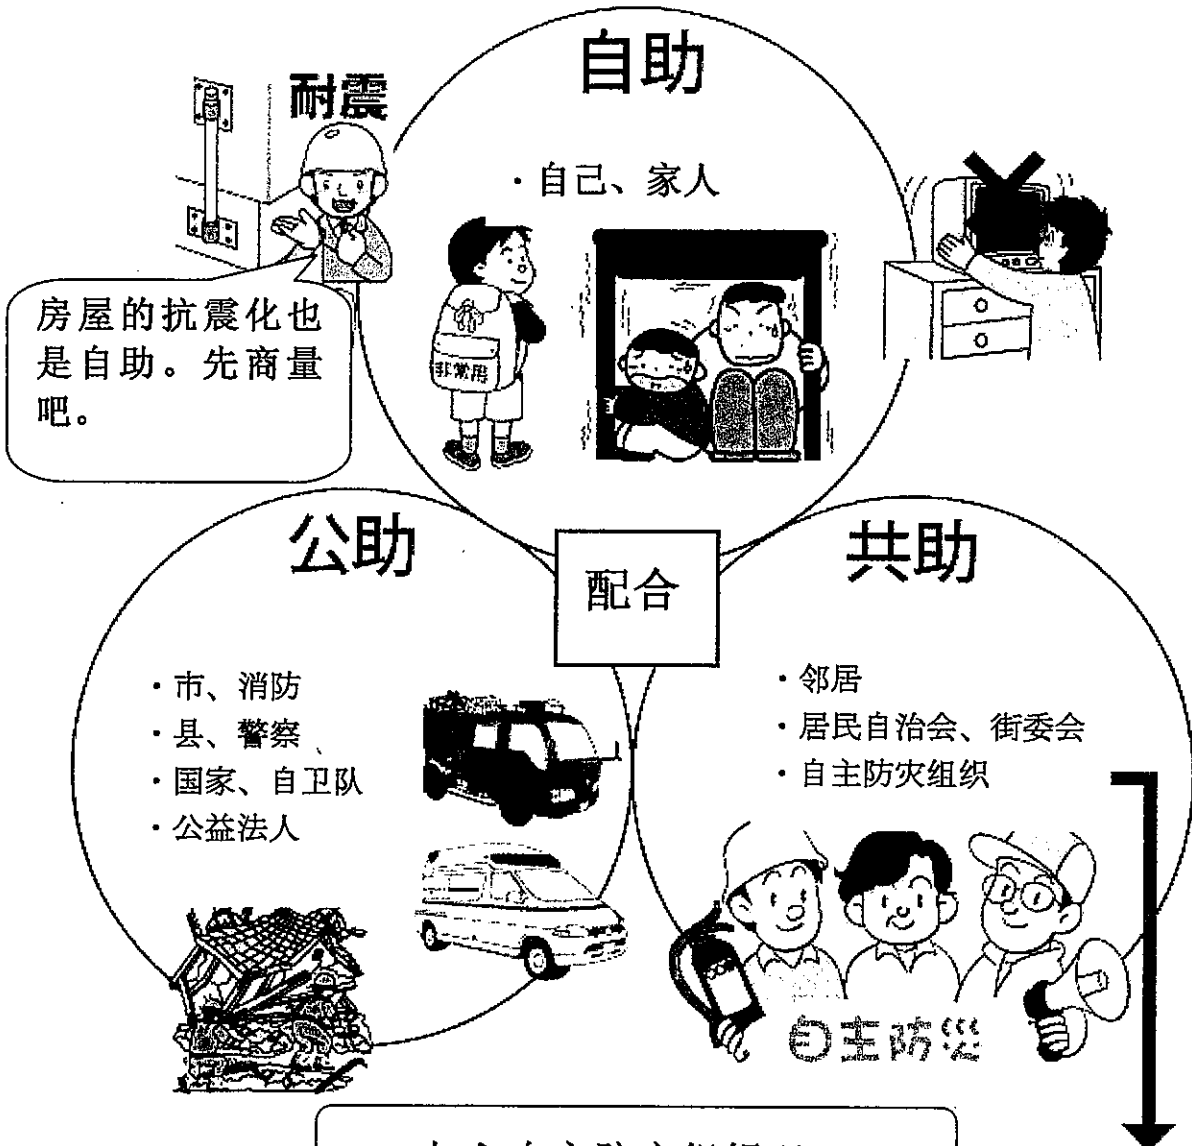 自助
耐震
・自己、家人
非常用
房屋的抗震化也
是自助。先商量
吧。
公助
配合
共助
・市、消防
・县、警察
・国家、自卫队
・公益法人
・邻居
・居民自治会、街委会
・自主防灾组织
自主防災